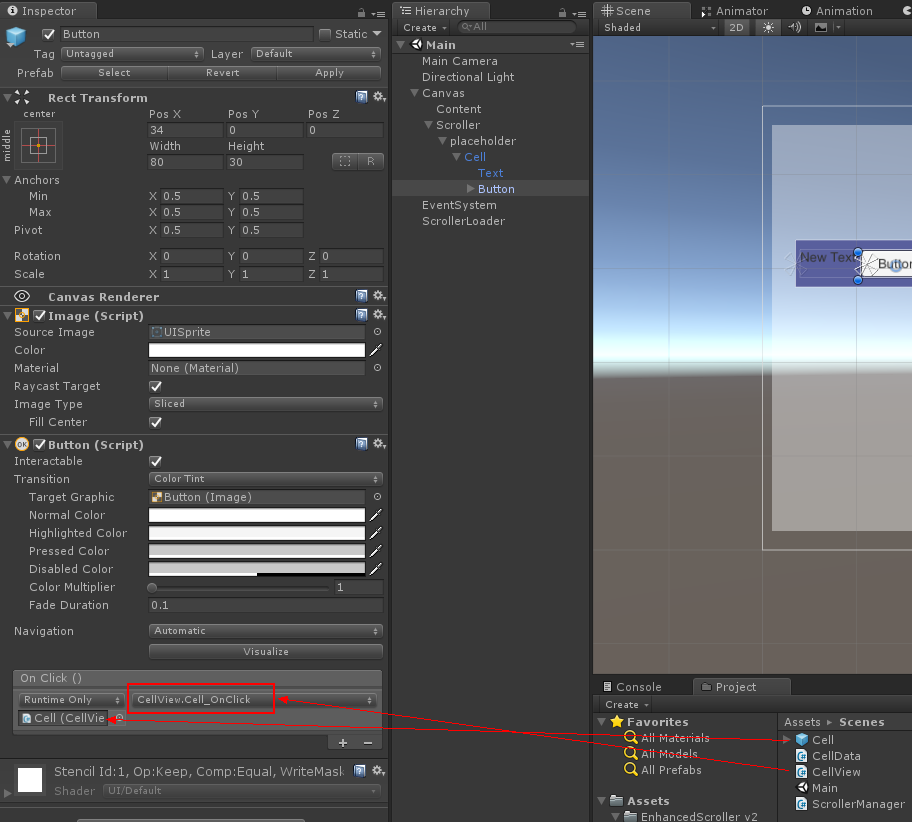 Inspector
Button
Static
Tag Untagged Layer Default
Prefab Select Revert Apply
Rect Transform
center
middle
Pos X Pos Y Pos Z
34 0 0
Width Height
80 30
R
Anchors
Min X 0.5 Y 0.5
Max X 0.5 Y 0.5
Pivot X 0.5 Y 0.5
Rotation X 0 Y 0 Z 0
Scale X 1 Y 1 Z 1
Canvas Renderer
Image (Script)
Source Image UISprite
Color
Material None (Material)
Raycast Target
Image Type Sliced
Fill Center
OK Button (Script)
Interactable
Transition Color Tint
Target Graphic Button (Image)
Normal Color
Highlighted Color
Pressed Color
Disabled Color
Color Multiplier 1
Fade Duration 0.1
Navigation Automatic
Visualize
On Click ()
Runtime Only CellView.Cell_OnClick
Cell (CellVie
Stencil Id:1, Op:Keep, Comp:Equal, WriteMask
Shader UI/Default
Hierarchy
Create All
Main
Main Camera
Directional Light
Canvas
Content
Scroller
placeholder
Cell
Text
Button
EventSystem
ScrollerLoader
Scene Animator Animation
Shaded 2D
New Text
Button
Console Project
Create
Favorites
All Materials
All Models
All Prefabs
Assets
EnhancedScroller v2
Assets Scenes
Cell
CellData
CellView
Main
ScrollerManager